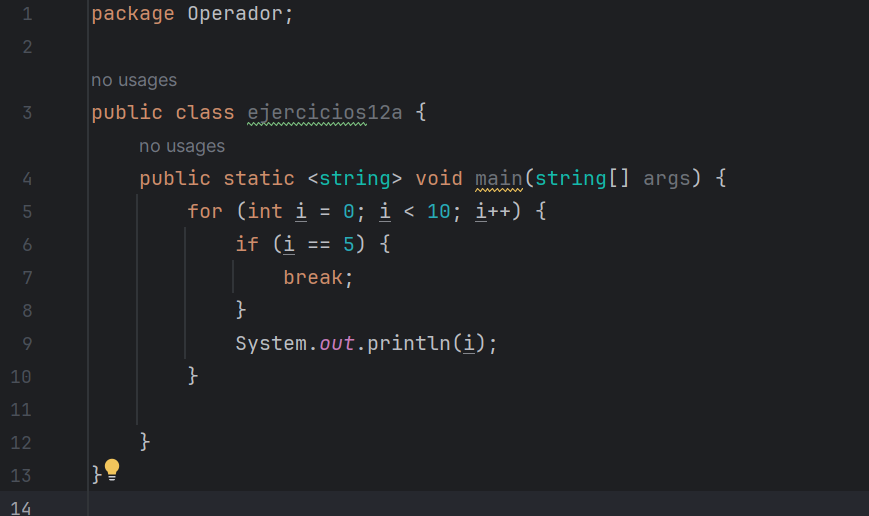 1 package Operador;
2
no usages
3 public class ejercicios12a {
no usages
4 public static <string> void main(string[] args) {
5 for (int i = 0; i < 10; i++) {
6 if (i == 5) {
7 break;
8 }
9 System.out.println(i);
10 }
11
12 }
13 }
14